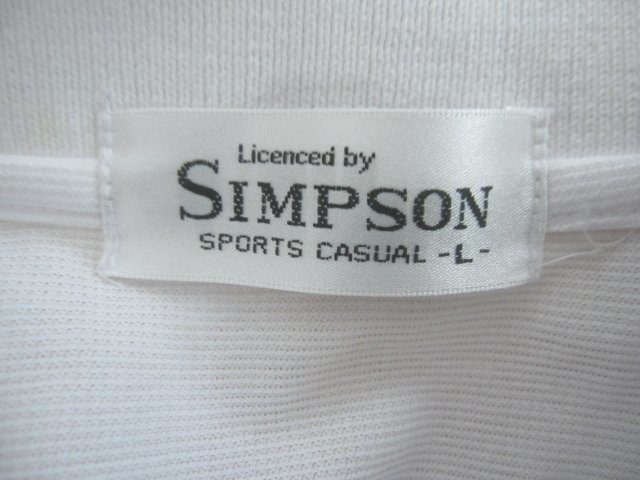 Licenced by
SIMPSON
SPORTS CASUAL -L-